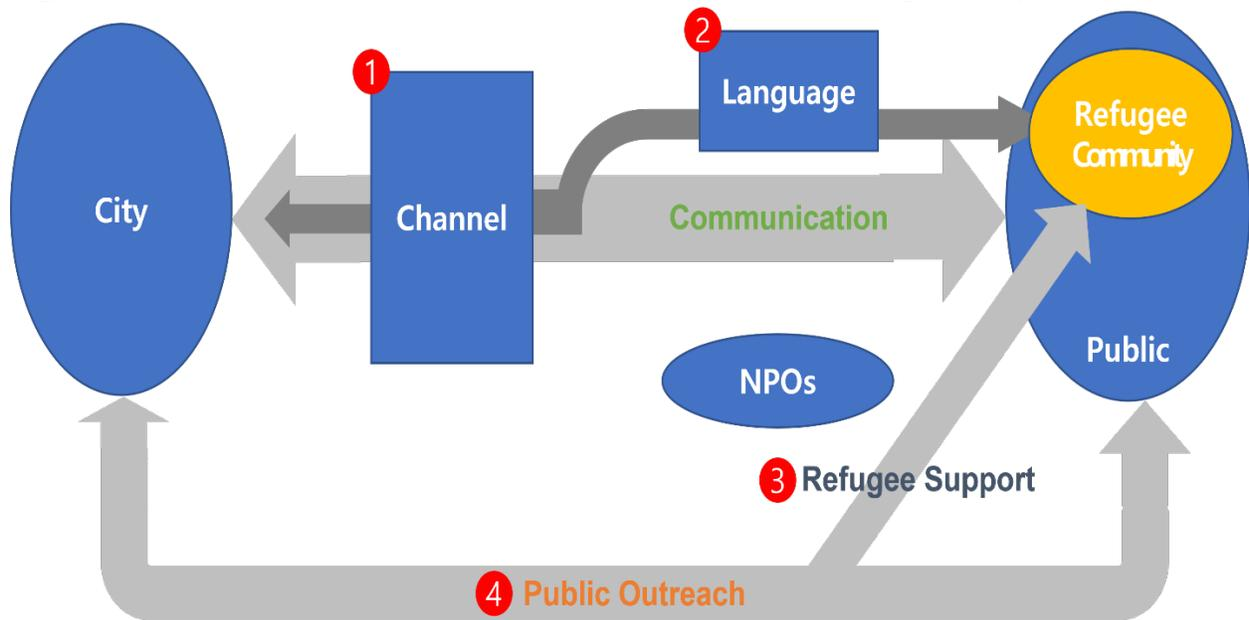 1
2
Language
Refugee
Community
City
Channel
Communication
Public
NPOs
3 Refugee Support
4 Public Outreach